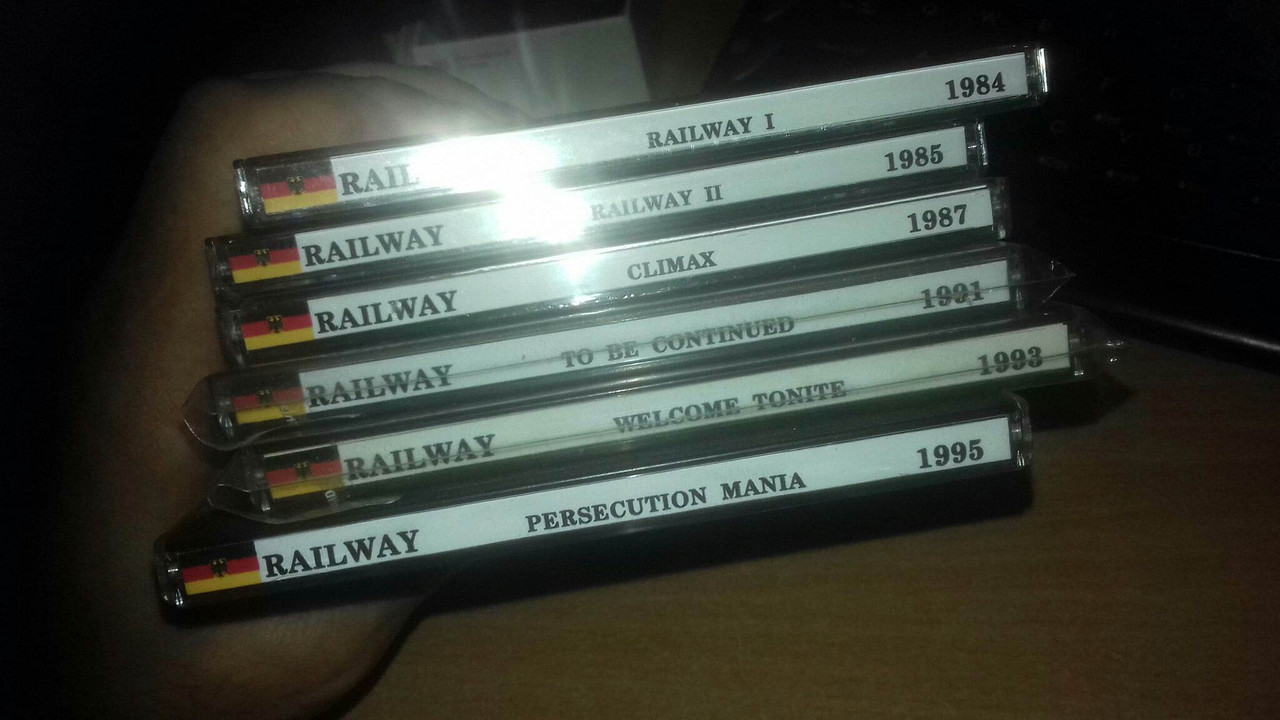 RAIL RAILWAY I 1984
RAILWAY RAILWAY II 1985
RAILWAY CLIMAX 1987
RAILWAY TO BE CONTINUED 1991
RAILWAY WELCOME TONITE 1993
RAILWAY PERSECUTION MANIA 1995